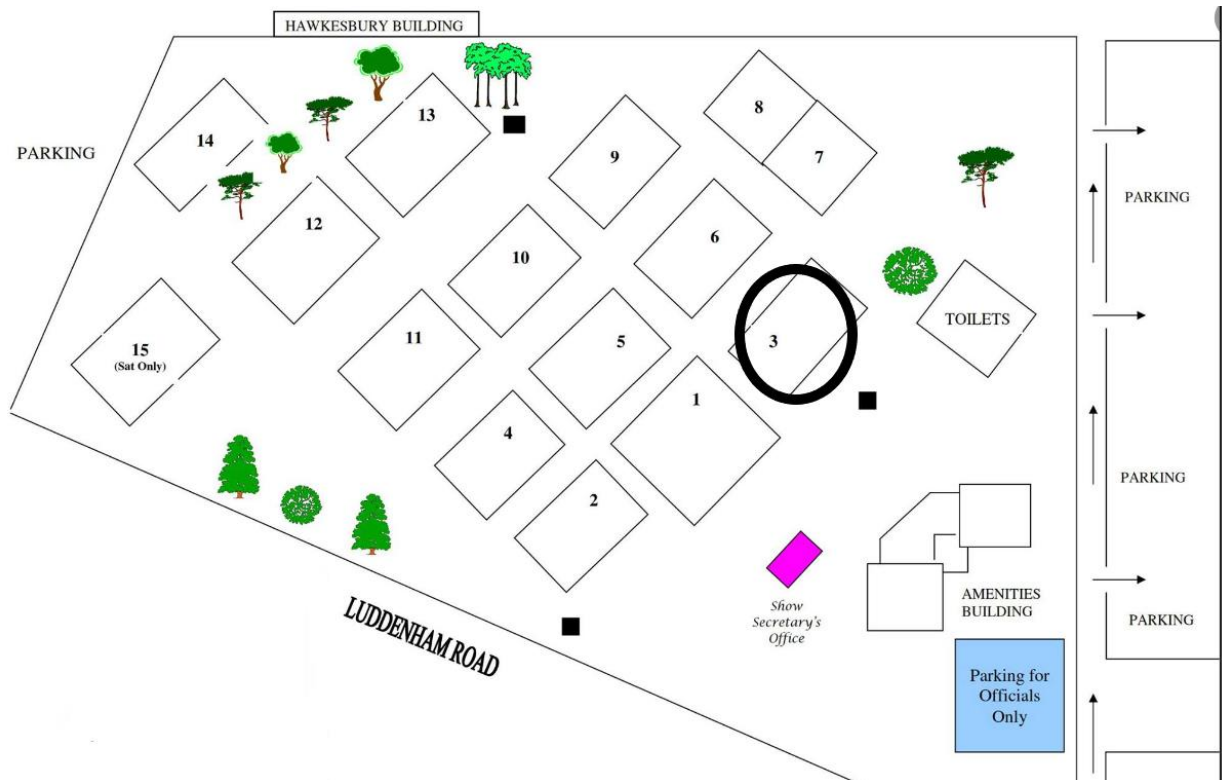 HAWKESBURY BUILDING
8
13
14
PARKING
9
7
PARKING
12
6
10
TOILETS
11
5
3
15
(Sat Only)
1
4
PARKING
2
AMENITIES
BUILDING
Show
Secretary's
Office
PARKING
LUDDENHAM ROAD
Parking for
Officials
Only